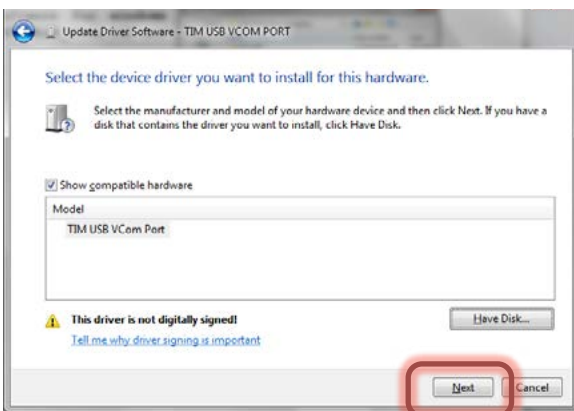 Update Driver Software - TIM USB VCOM PORT
Select the device driver you want to install for this hardware.
Select the manufacturer and model of your hardware device and then click Next. If you have a
disk that contains the driver you want to install, click Have Disk.
Show compatible hardware
Model
TIM USB VCom Port
This driver is not digitally signed!
Have Disk...
Tell me why driver signing is important
Next
Cancel